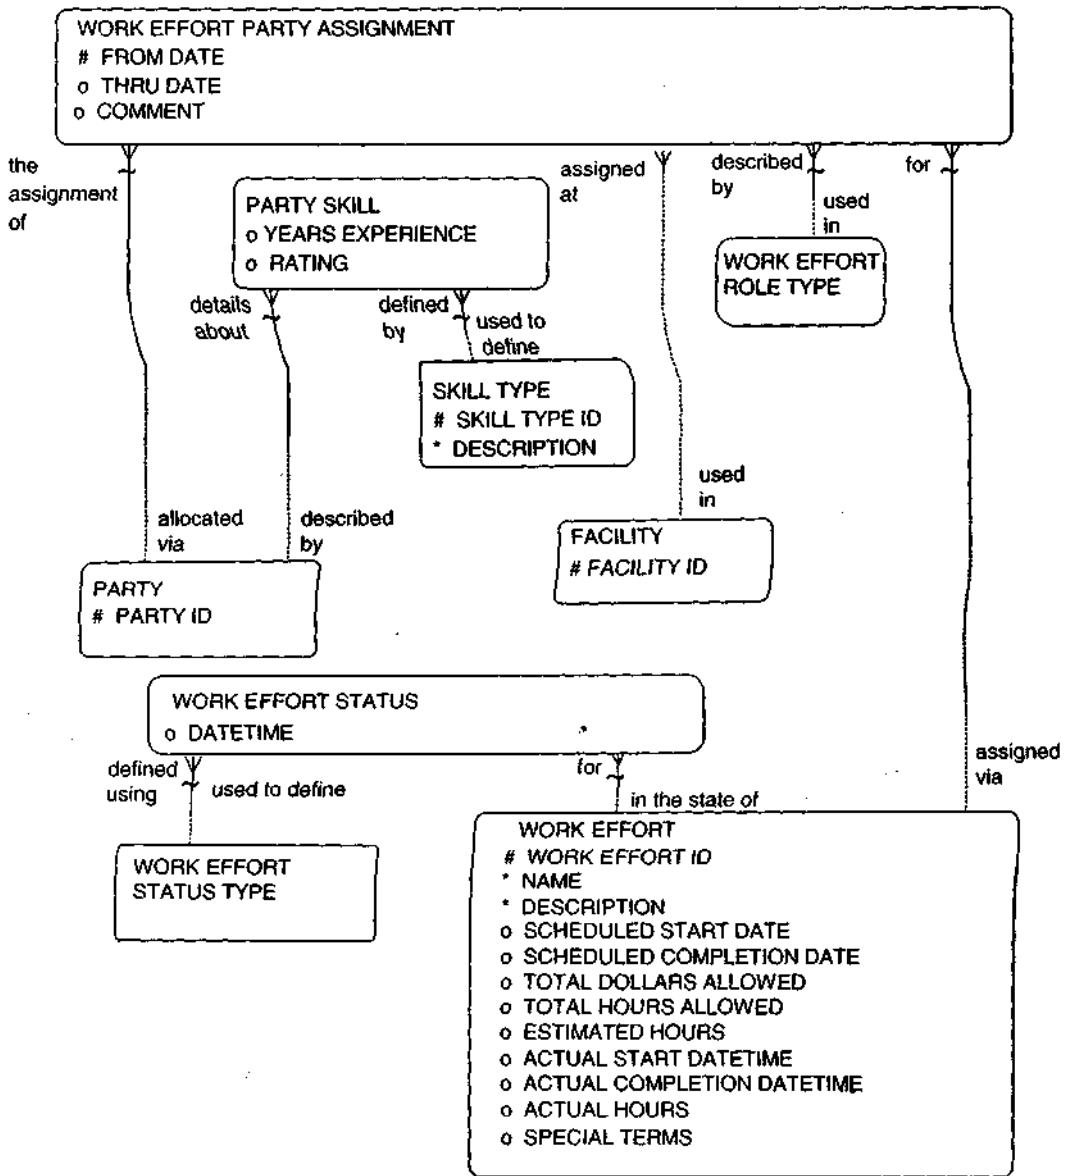 WORK EFFORT PARTY ASSIGNMENT
# FROM DATE
o THRU DATE
o COMMENT
the
assignment
of
assigned
at
described
by
for
used
in
PARTY SKILL
o YEARS EXPERIENCE
o RATING
WORK EFFORT
ROLE TYPE
details
about
defined
by
used to
define
SKILL TYPE
# SKILL TYPE ID
* DESCRIPTION
used
in
allocated
via
described
by
FACILITY
# FACILITY ID
PARTY
# PARTY ID
WORK EFFORT STATUS
o DATETIME
defined
using
used to define
for
in the state of
assigned
via
WORK EFFORT
STATUS TYPE
WORK EFFORT
# WORK EFFORT ID
* NAME
* DESCRIPTION
o SCHEDULED START DATE
o SCHEDULED COMPLETION DATE
o TOTAL DOLLARS ALLOWED
o TOTAL HOURS ALLOWED
o ESTIMATED HOURS
o ACTUAL START DATETIME
o ACTUAL COMPLETION DATETIME
o ACTUAL HOURS
o SPECIAL TERMS